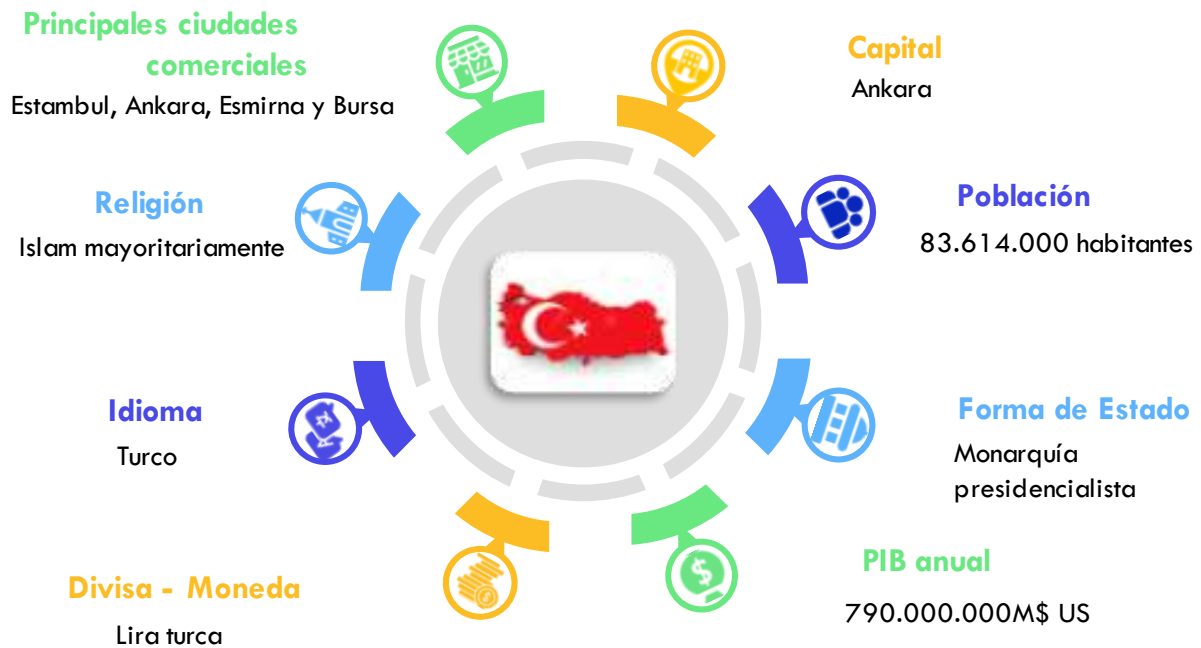 Principales ciudades
comerciales
Estambul, Ankara, Esmirna y Bursa
Capital
Ankara
Religión
Islam mayoritariamente
Población
83.614.000 habitantes
Idioma
Turco
Forma de Estado
Monarquía
presidencialista
Divisa - Moneda
Lira turca
PIB anual
790.000.000M$ US